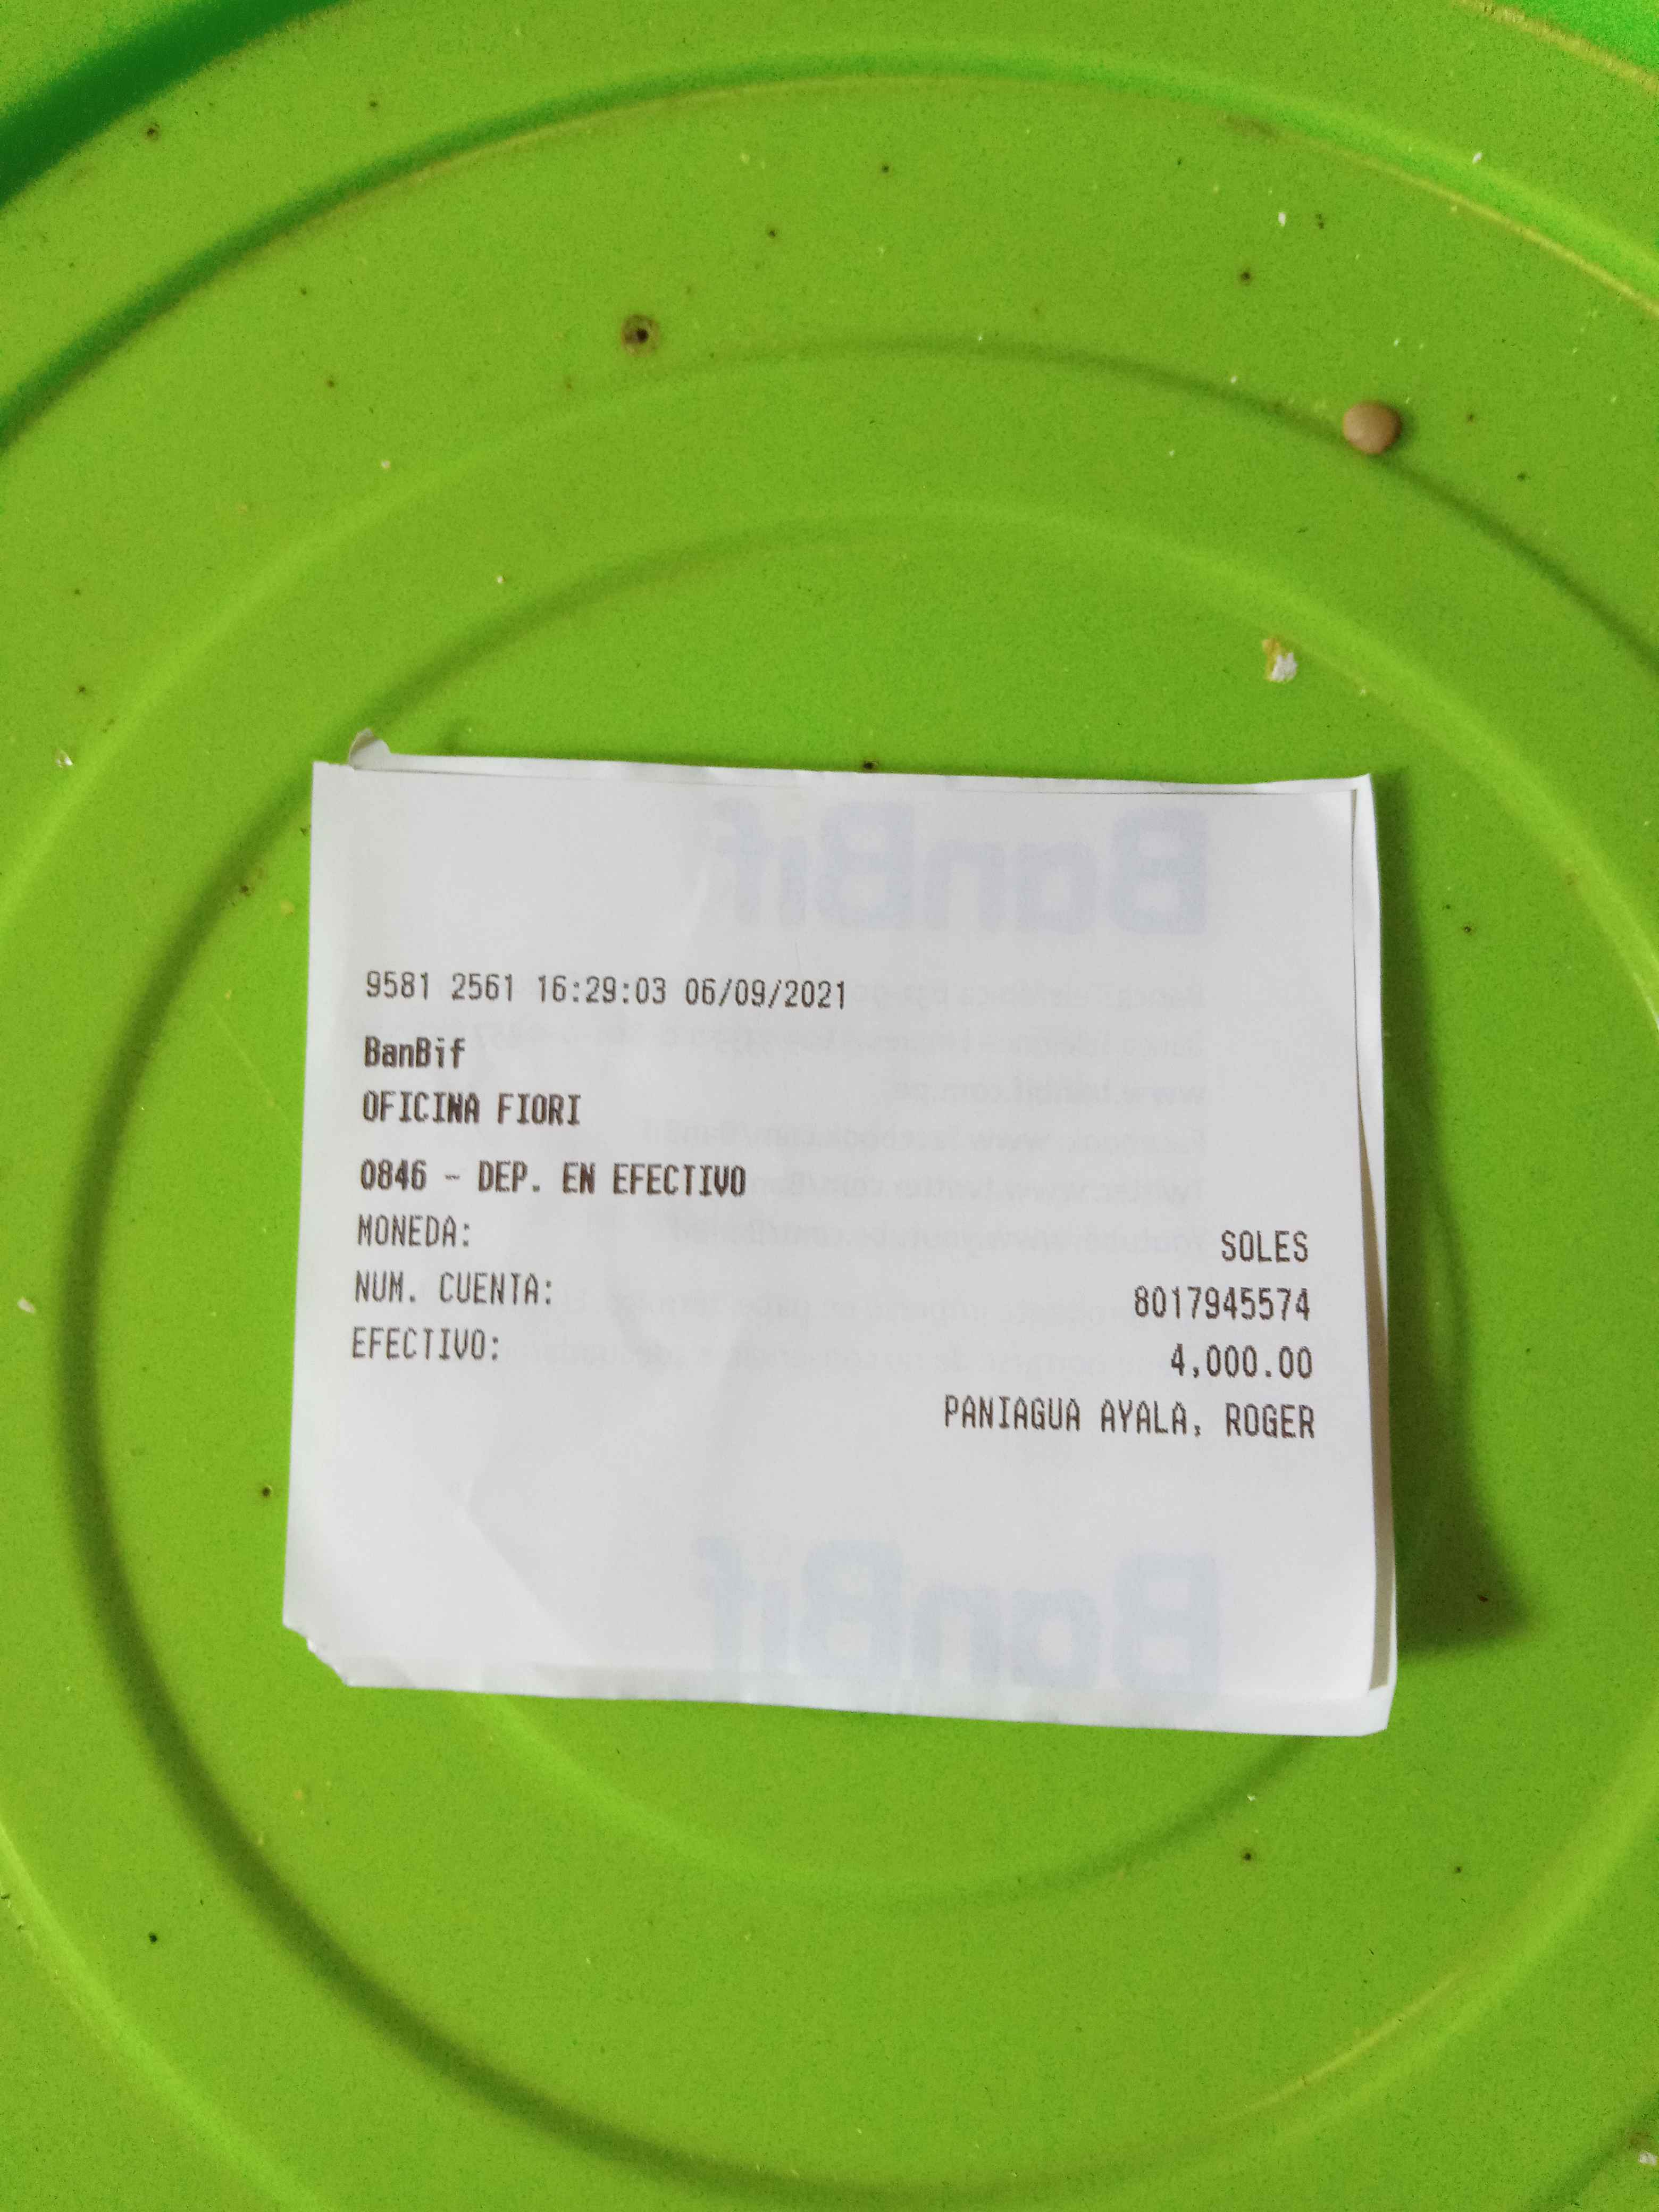 9581 2561 16:29:03 06/09/2021
BanBif
OFICINA FIORI
0846 - DEP. EN EFECTIVO
MONEDA: SOLES
NUM. CUENTA: 8017945574
EFECTIVO: 4,000.00
PANIAGUA AYALA, ROGER
BanBif
BanBif